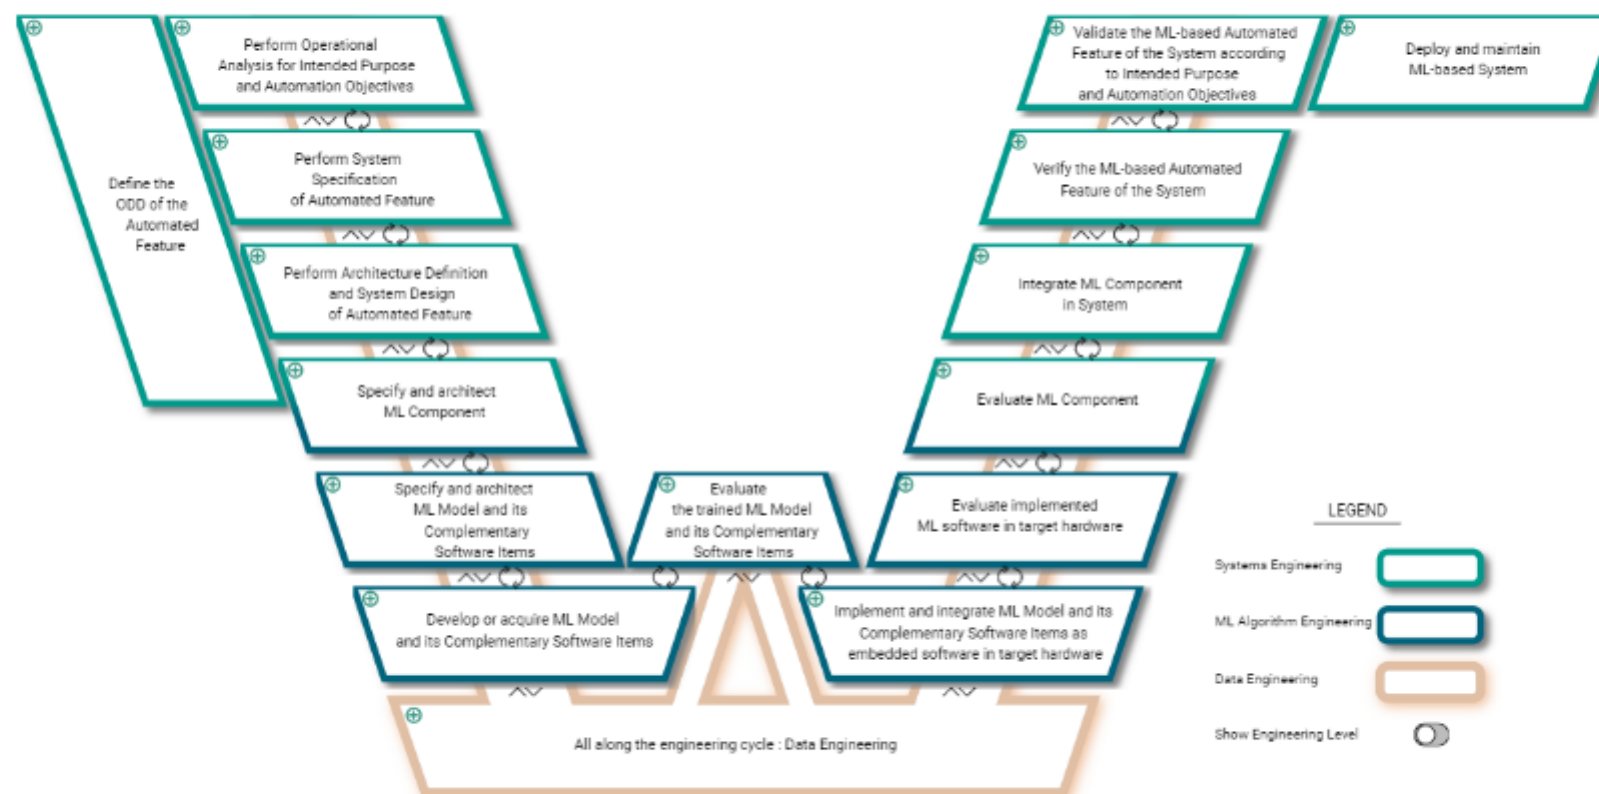 Define the
ODD of the
Automated
Feature
Perform Operational
Analysis for Intended Purpose
and Automation Objectives
Perform System
Specification
of Automated Feature
Perform Architecture Definition
and System Design
of Automated Feature
Specify and architect
ML Component
Specify and architect
ML Model and its
Complementary
Software Items
Develop or acquire ML Model
and its Complementary Software Items
Evaluate
the trained ML Model
and its Complementary
Software Items
Implement and integrate ML Model and Its
Complementary Software Items as
embedded software in target hardware
Evaluate implemented
ML software in target hardware
Evaluate ML Component
Integrate ML Component
in System
Verify the ML-based Automated
Feature of the System
Validate the ML-based Automated
Feature of the System according
to Intended Purpose
and Automation Objectives
Deploy and maintain
ML-based System
All along the engineering cycle : Data Engineering
LEGEND
Systems Engineering
ML Algorithm Engineering
Data Engineering
Show Engineering Level